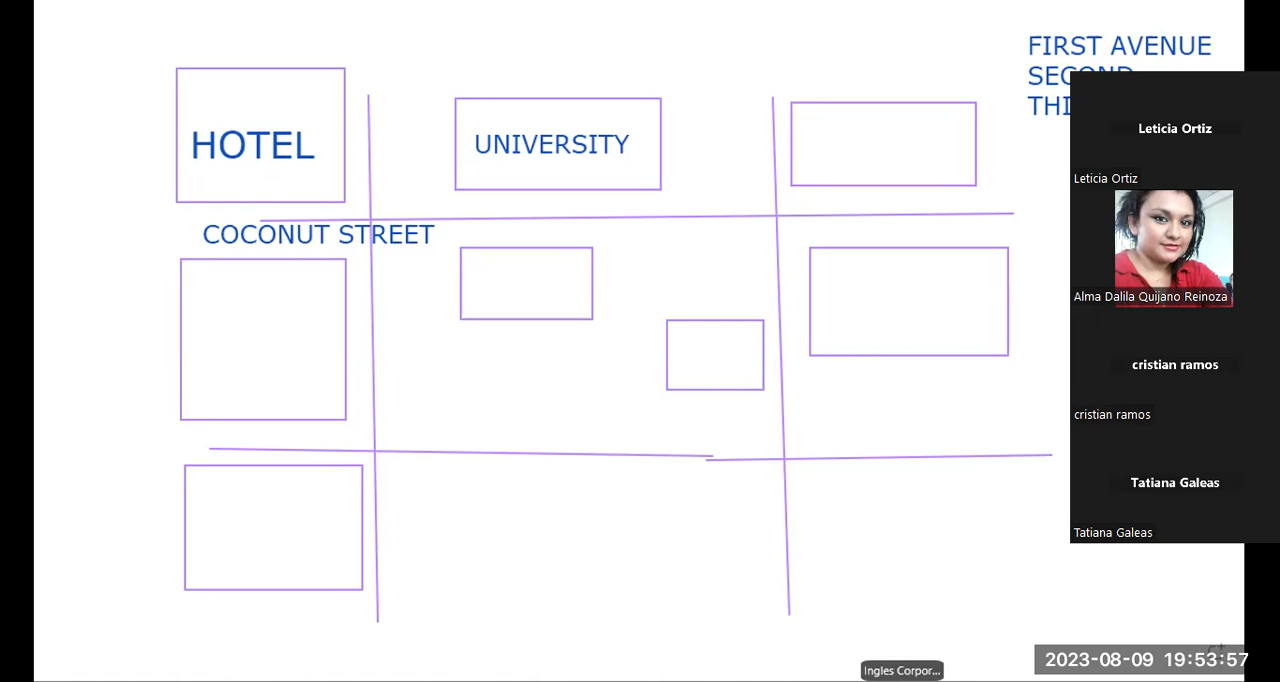 FIRST AVENUE
SECOND
HOTEL
UNIVERSITY
COCONUT STREET
Leticia Ortiz
Leticia Ortiz
Alma Dalila Quijano Reinoza
cristian ramos
cristian ramos
Tatiana Galeas
Tatiana Galeas
2023-08-09 19:53:57
Ingles Corpor...